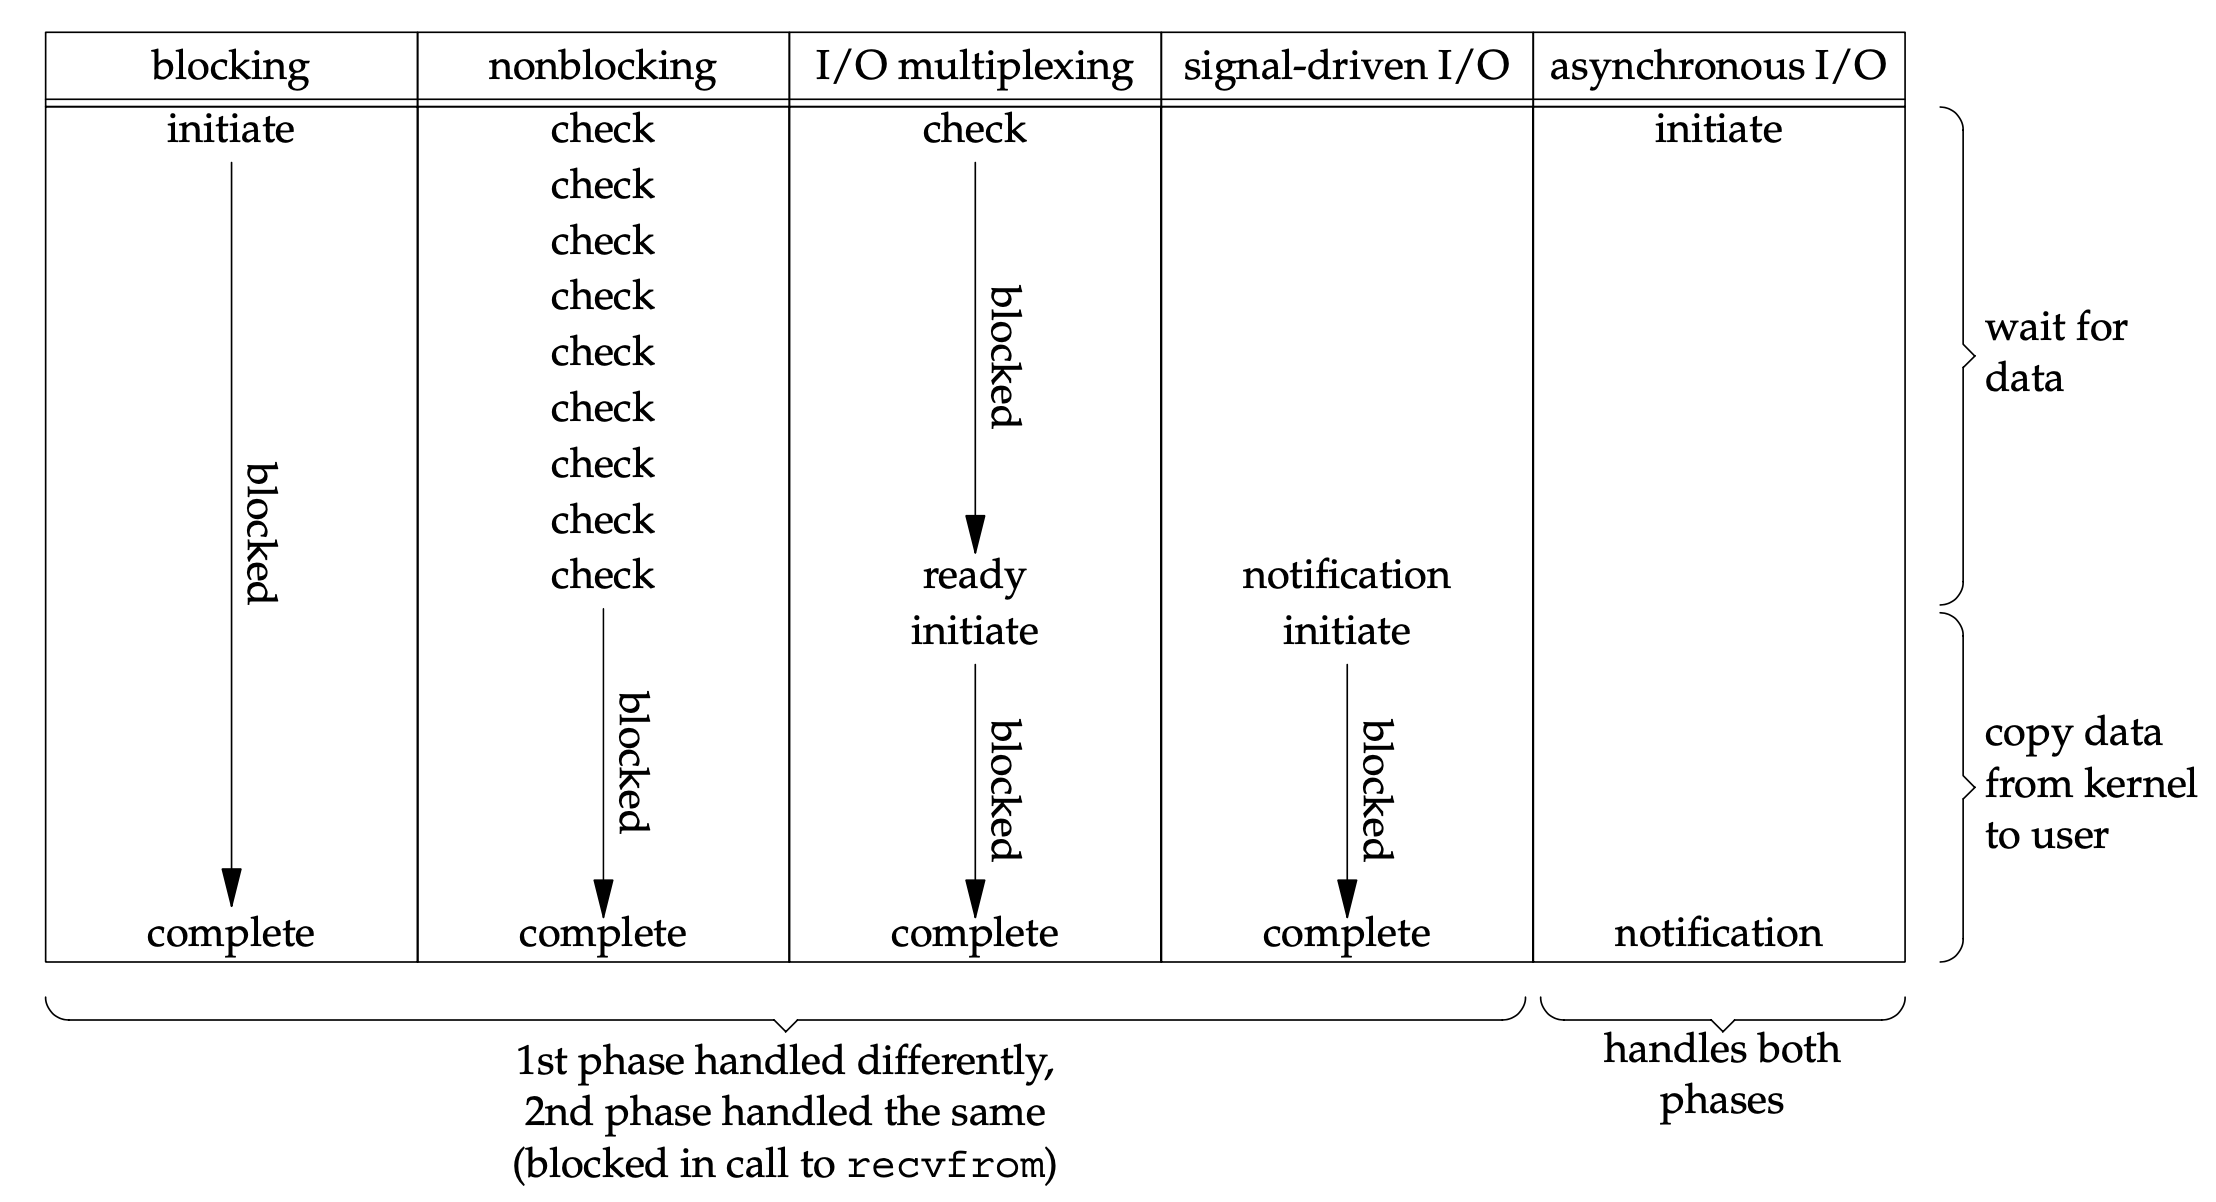 blocking nonblocking I/O multiplexing signal-driven I/O asynchronous I/O
initiate check check initiate
check
check
check
check
check
check
check
check ready notification
initiate initiate
blocked
blocked
blocked
blocked
blocked
complete complete complete complete notification
wait for
data
copy data
from kernel
to user
1st phase handled differently,
2nd phase handled the same
(blocked in call to recvfrom)
handles both
phases